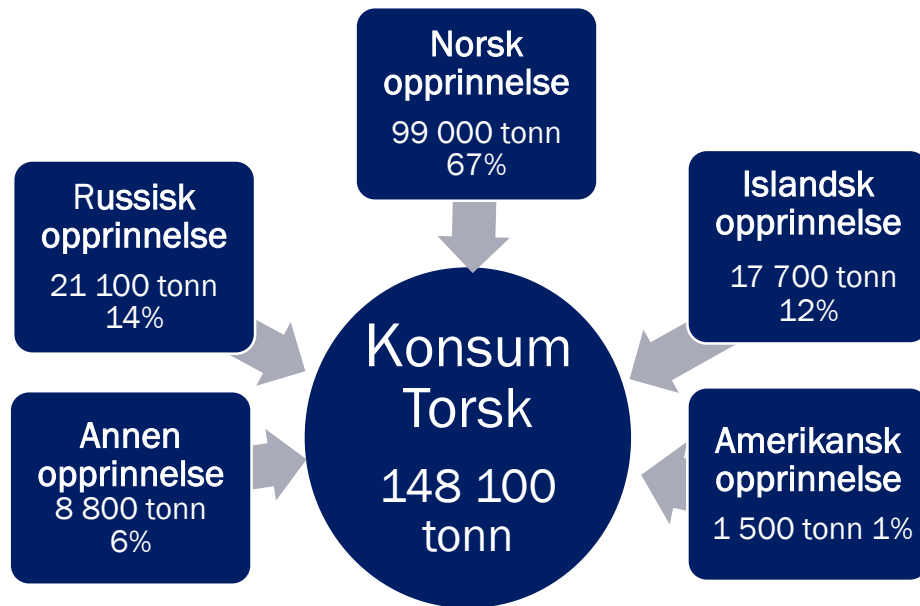 Norsk
opprinnelse
99 000 tonn
67%
Russisk
opprinnelse
21 100 tonn
14%
Islandsk
opprinnelse
17 700 tonn
12%
Konsum
Torsk
148 100
tonn
Annen
opprinnelse
8 800 tonn
6%
Amerikansk
opprinnelse
1 500 tonn 1%